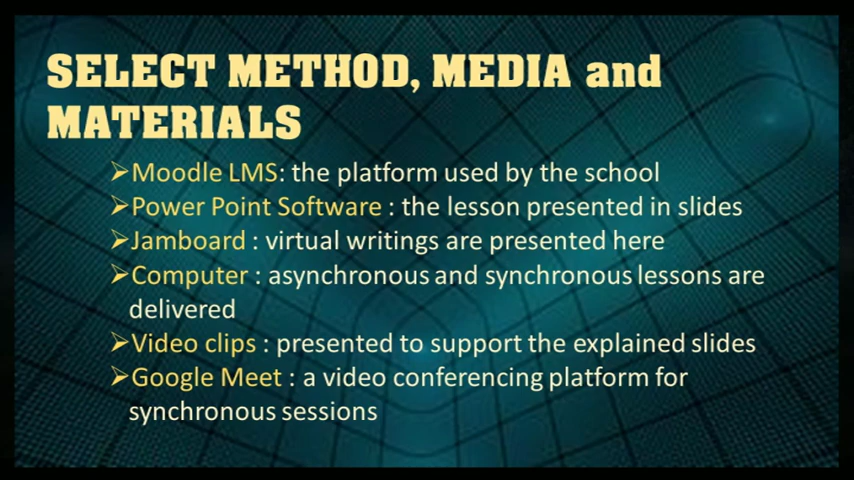 SELECT METHOD, MEDIA and
MATERIALS
➢Moodle LMS: the platform used by the school
➢Power Point Software : the lesson presented in slides
➢Jamboard : virtual writings are presented here
➢Computer : asynchronous and synchronous lessons are
delivered
➢Video clips : presented to support the explained slides
➢Google Meet : a video conferencing platform for
synchronous sessions